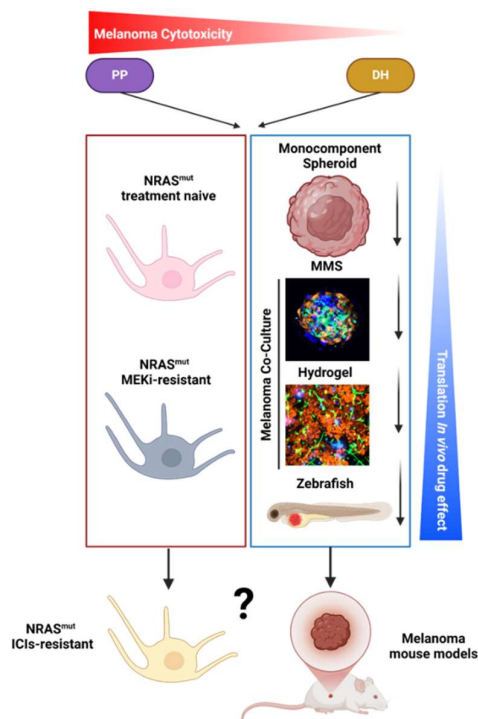 Melanoma Cytotoxicity
PP
DH
NRASmut
treatment naive
NRASmut
MEKi-resistant
Monocomponent
Spheroid
MMS
Melanoma Co-Culture
Hydrogel
Zebrafish
Translation In vivo drug effect
NRASmut
ICIs-resistant
?
Melanoma
mouse models